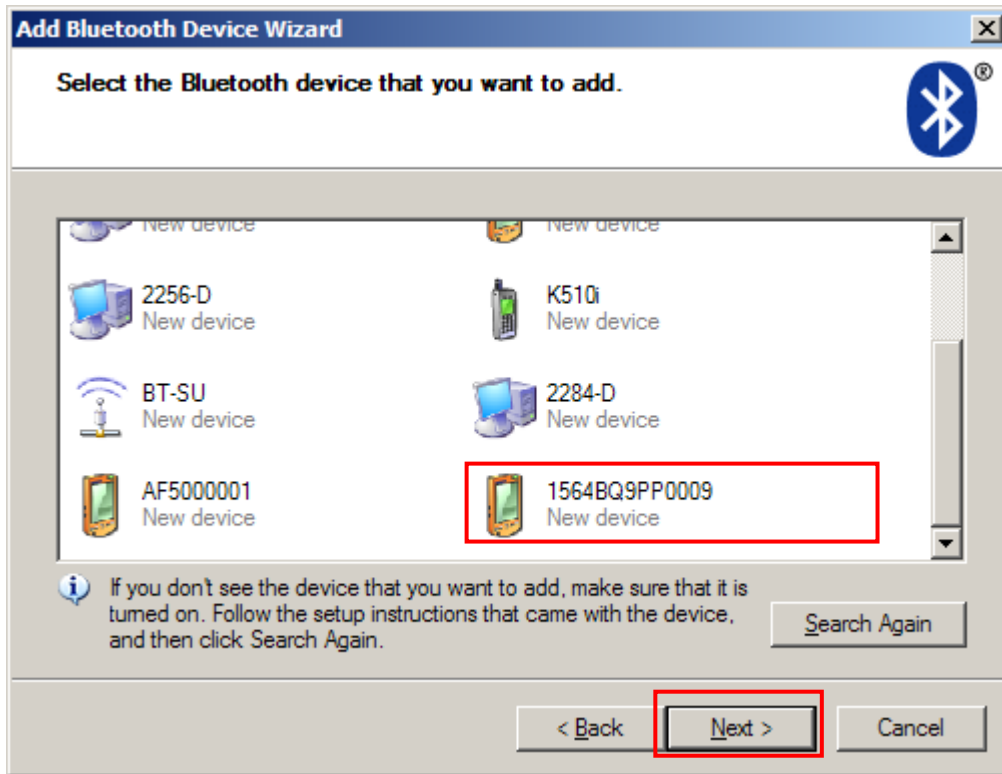 Add Bluetooth Device Wizard
Select the Bluetooth device that you want to add.
®
New device
New device
2256-D
New device
K510i
New device
BT-SU
New device
2284-D
New device
AF5000001
New device
1564BQ9PP0009
New device
If you don't see the device that you want to add, make sure that it is
turned on. Follow the setup instructions that came with the device,
and then click Search Again.
Search Again
< Back
Next >
Cancel